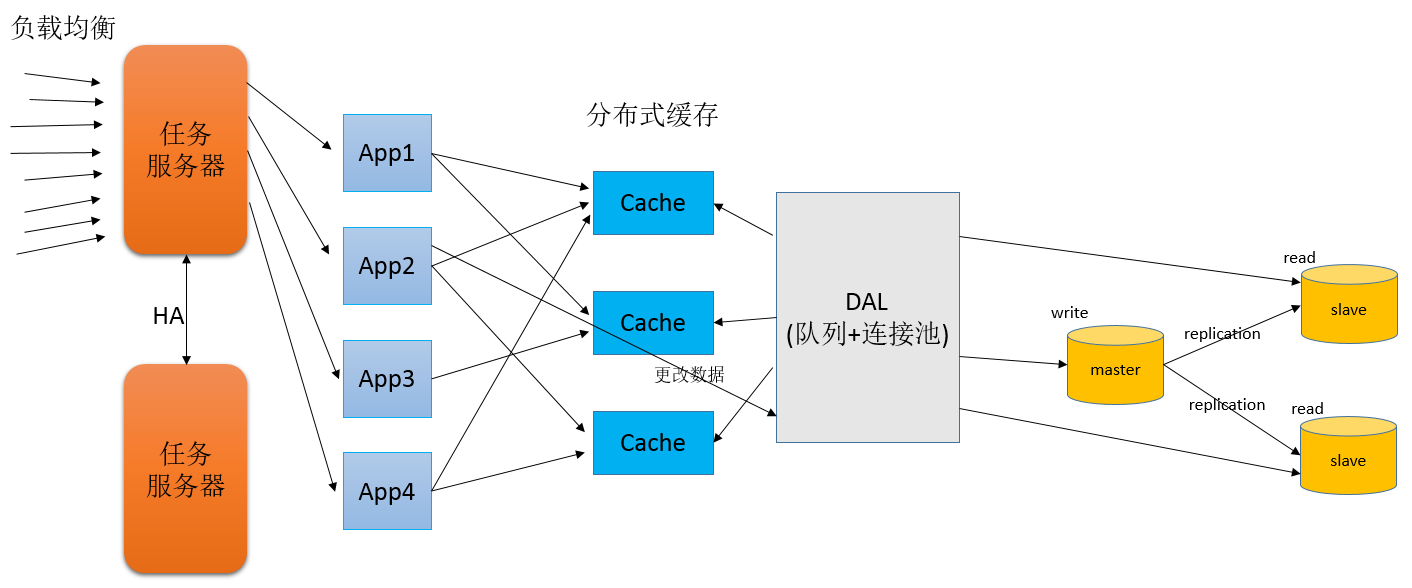 负载均衡
任务
服务器
HA
任务
服务器
App1
App2
App3
App4
分布式缓存
Cache
Cache
Cache
更改数据
DAL
(队列+连接池)
write
master
replication
replication
read
slave
read
slave